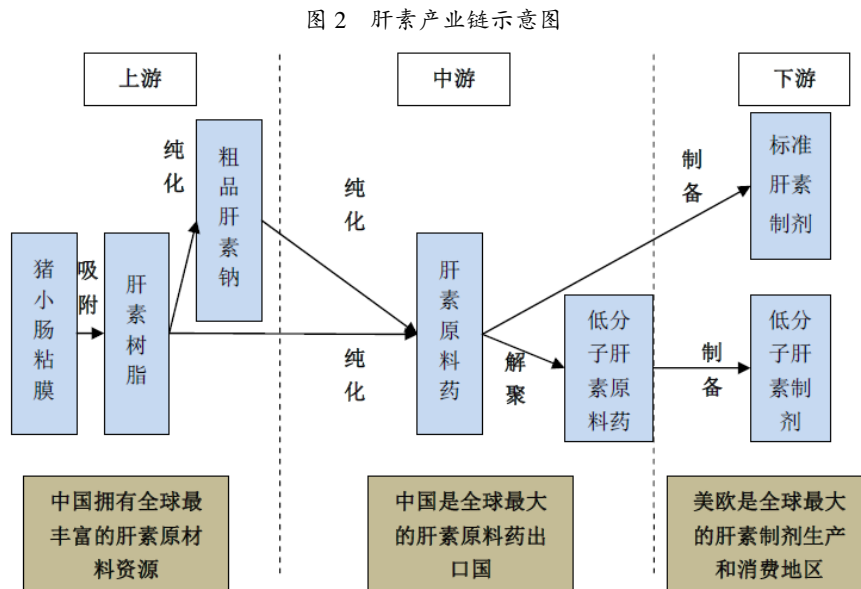 图 2 肝素产业链示意图
上游
中游
下游
猪
小
肠
粘
膜
吸
附
肝
素
树
脂
纯
化
粗
品
肝
素
钠
纯
化
纯
化
肝
素
原
料
药
解
聚
低分
子肝
素原
料药
制
备
标准
肝素
制剂
制
备
低分
子肝
素制
剂
中国拥有全球最
丰富的肝素原材
料资源
中国是全球最大
的肝素原料药出
口国
美欧是全球最大
的肝素制剂生产
和消费地区